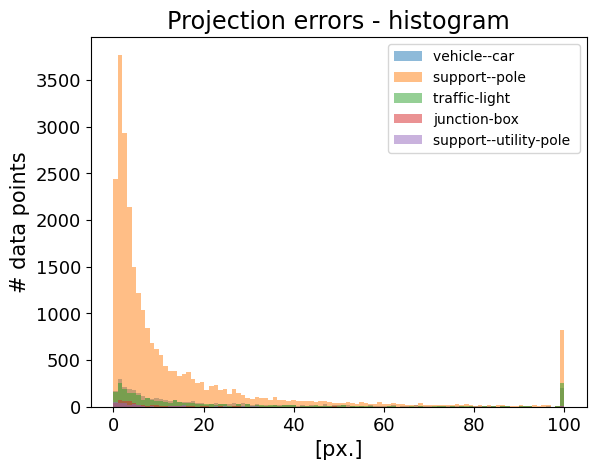 Projection errors - histogram
vehicle--car
support--pole
traffic-light
junction-box
support--utility-pole
# data points
3500
3000
2500
2000
1500
1000
500
0
0 20 40 60 80 100
[px.]